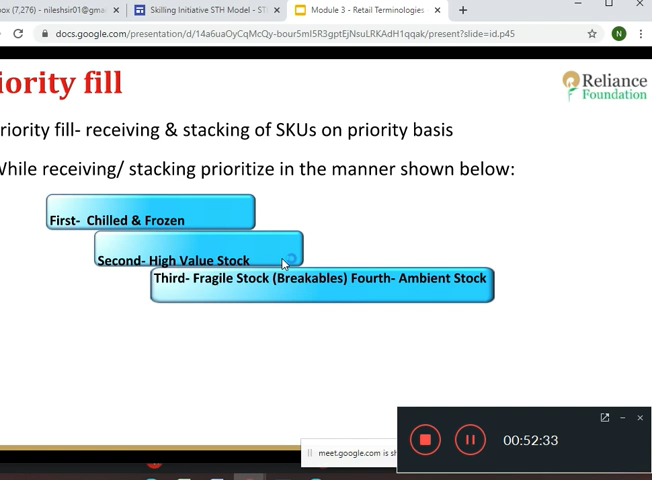 box (7,276) - nileshsir01@gma
Skilling Initiative STH Model - ST
Module 3 - Retail Terminologies
docs.google.com/presentation/d/14a6uaOyCqMcQy-bour5mI5R3gptEjNsuLRKAdH1qqak/present?slide=id.p45
N
iority fill
Reliance
Foundation
riority fill- receiving & stacking of SKUs on priority basis
While receiving/ stacking prioritize in the manner shown below:
First- Chilled & Frozen
Second- High Value Stock
Third- Fragile Stock (Breakables) Fourth- Ambient Stock
meet.google.com is sh
00:52:33